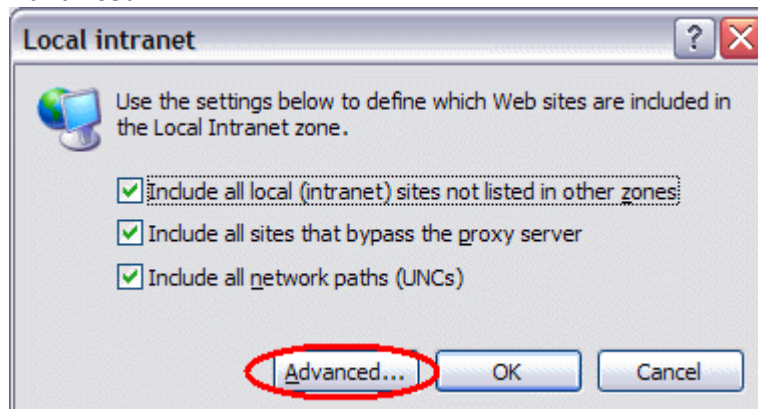 Local intranet
?
Use the settings below to define which Web sites are included in
the Local Intranet zone.
Include all local (intranet) sites not listed in other zones
Include all sites that bypass the proxy server
Include all network paths (UNCs)
Advanced... OK Cancel